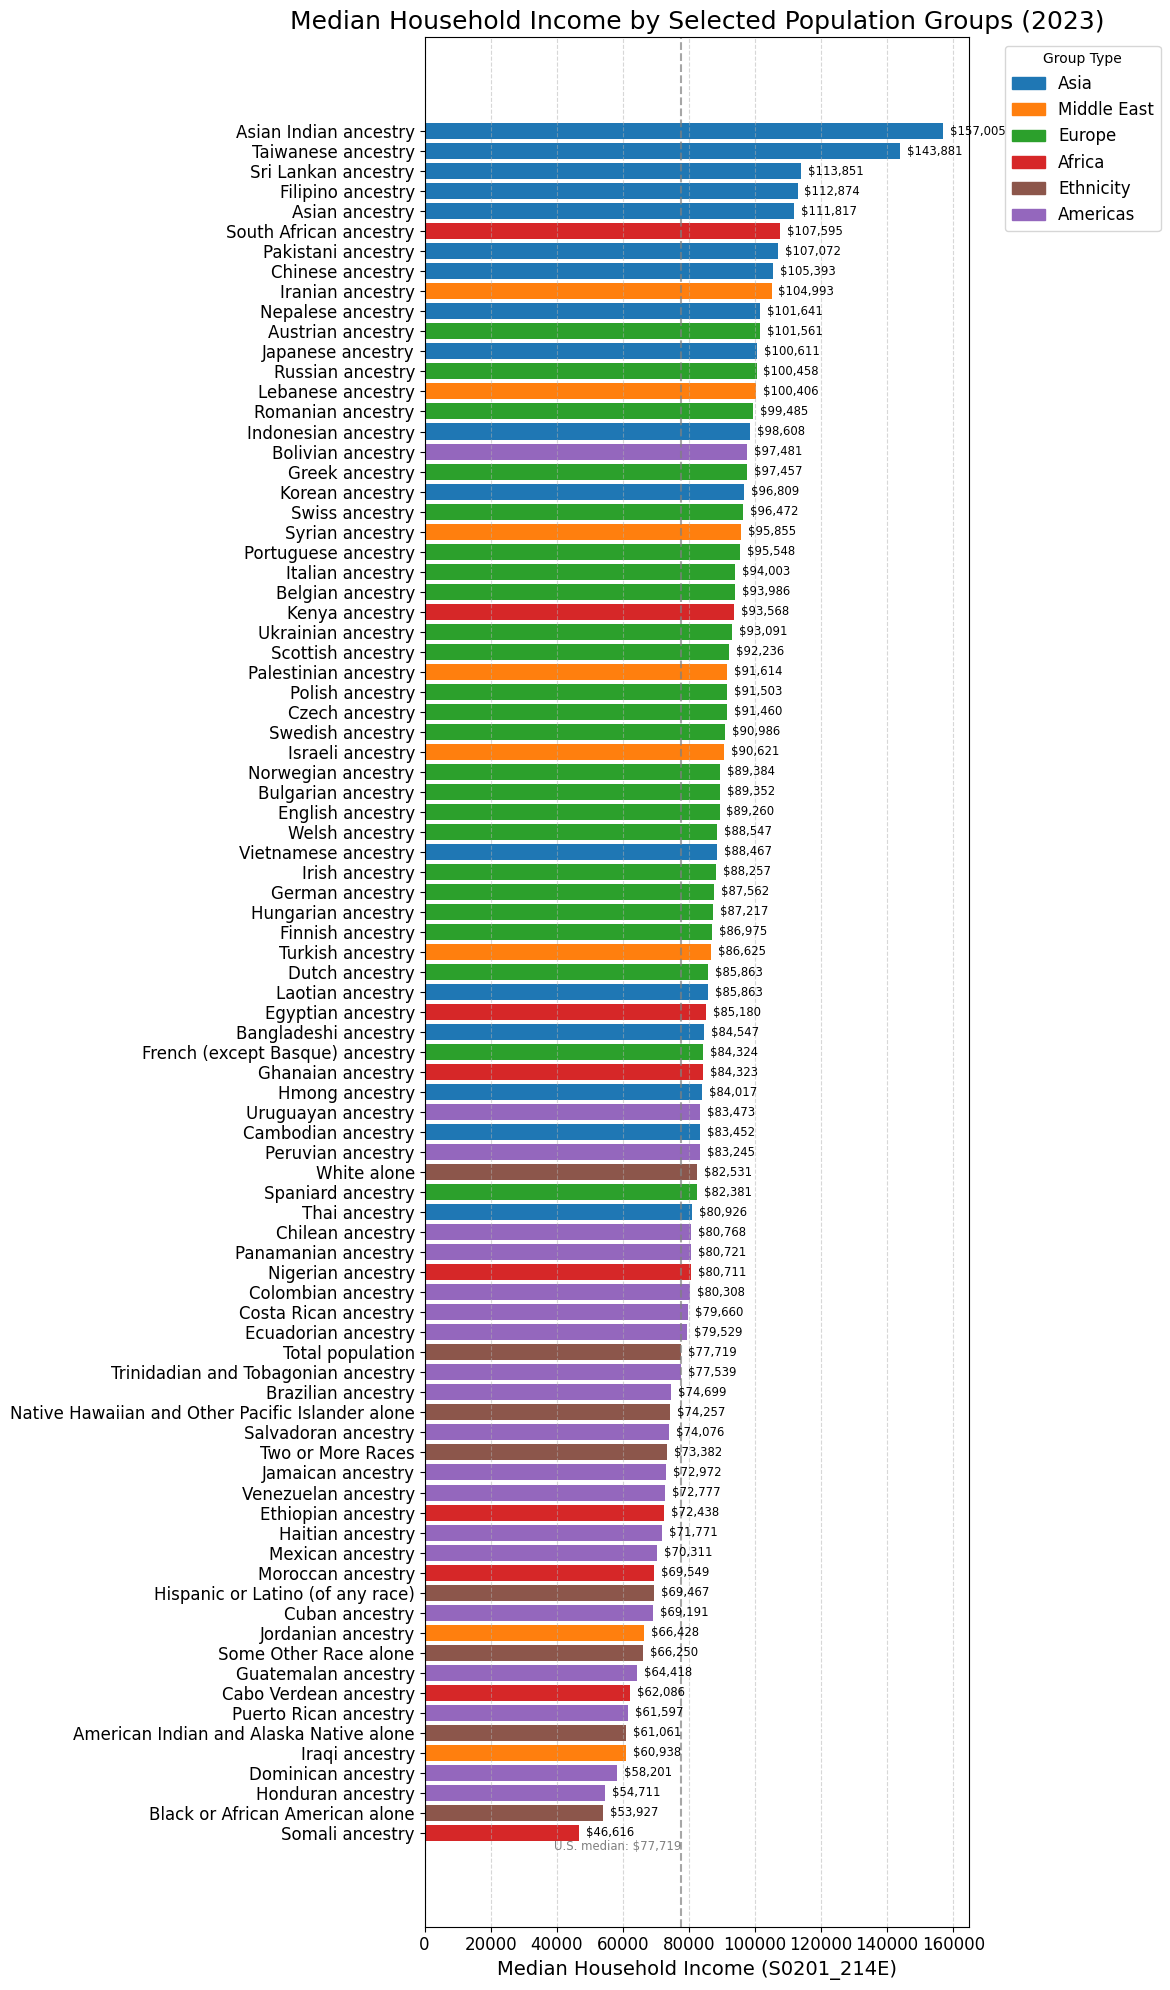 Median Household Income by Selected Population Groups (2023)
Group Type
Asia
Middle East
Europe
Africa
Ethnicity
Americas
Asian Indian ancestry $157,005
Taiwanese ancestry $143,881
Sri Lankan ancestry $113,851
Filipino ancestry $112,874
Asian ancestry $111,817
South African ancestry $107,595
Pakistani ancestry $107,072
Chinese ancestry $105,393
Iranian ancestry $104,993
Nepalese ancestry $101,641
Austrian ancestry $101,561
Japanese ancestry $100,611
Russian ancestry $100,458
Lebanese ancestry $100,406
Romanian ancestry $99,485
Indonesian ancestry $98,608
Bolivian ancestry $97,481
Greek ancestry $97,457
Korean ancestry $96,809
Swiss ancestry $96,472
Syrian ancestry $95,855
Portuguese ancestry $95,548
Italian ancestry $94,003
Belgian ancestry $93,986
Kenya ancestry $93,568
Ukrainian ancestry $93,091
Scottish ancestry $92,236
Palestinian ancestry $91,614
Polish ancestry $91,503
Czech ancestry $91,460
Swedish ancestry $90,986
Israeli ancestry $90,621
Norwegian ancestry $89,384
Bulgarian ancestry $89,352
English ancestry $89,260
Welsh ancestry $88,547
Vietnamese ancestry $88,467
Irish ancestry $88,257
German ancestry $87,562
Hungarian ancestry $87,217
Finnish ancestry $86,975
Turkish ancestry $86,625
Dutch ancestry $85,863
Laotian ancestry $85,863
Egyptian ancestry $85,180
Bangladeshi ancestry $84,547
French (except Basque) ancestry $84,324
Ghanaian ancestry $84,323
Hmong ancestry $84,017
Uruguayan ancestry $83,473
Cambodian ancestry $83,452
Peruvian ancestry $83,245
White alone $82,531
Spaniard ancestry $82,381
Thai ancestry $80,926
Chilean ancestry $80,768
Panamanian ancestry $80,721
Nigerian ancestry $80,711
Colombian ancestry $80,308
Costa Rican ancestry $79,660
Ecuadorian ancestry $79,529
Total population $77,719
Trinidadian and Tobagonian ancestry $77,539
Brazilian ancestry $74,699
Native Hawaiian and Other Pacific Islander alone $74,257
Salvadoran ancestry $74,076
Two or More Races $73,382
Jamaican ancestry $72,972
Venezuelan ancestry $72,777
Ethiopian ancestry $72,438
Haitian ancestry $71,771
Mexican ancestry $70,311
Moroccan ancestry $69,549
Hispanic or Latino (of any race) $69,467
Cuban ancestry $69,191
Jordanian ancestry $66,428
Some Other Race alone $66,250
Guatemalan ancestry $64,418
Cabo Verdean ancestry $62,086
Puerto Rican ancestry $61,597
American Indian and Alaska Native alone $61,061
Iraqi ancestry $60,938
Dominican ancestry $58,201
Honduran ancestry $54,711
Black or African American alone $53,927
Somali ancestry $46,616
U.S. median: $77,719
0 20000 40000 60000 80000 100000 120000 140000 160000
Median Household Income (S0201_214E)